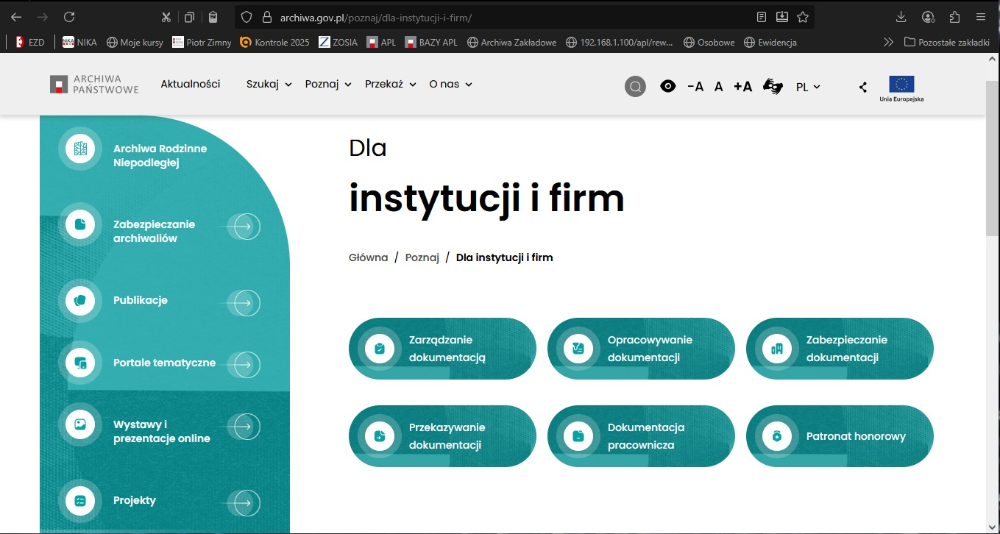 archiwa.gov.pl/poznaj/dla-instytucji-i-firm/
EZD
NIKA
Moje kursy
Piotr Zimny
Kontrole 2025
ZOSIA
APL
BAZY APL
Archiwa Zakładowe
192.168.1.100/apl/rew...
Osobowe
Ewidencja
Pozostałe zakładki
ARCHIWA
PAŃSTWOWE
Aktualności
Szukaj
Poznaj
Przekaż
O nas
-A
A
+A
PL
Unia Europejska
Archiwa Rodzinne
Niepodległej
Zabezpieczanie
archiwaliów
Publikacje
Portale tematyczne
Wystawy i
prezentacje online
Projekty
Dla
instytucji i firm
Główna / Poznaj / Dla instytucji i firm
Zarządzanie
dokumentacją
Opracowywanie
dokumentacji
Zabezpieczanie
dokumentacji
Przekazywanie
dokumentacji
Dokumentacja
pracownicza
Patronat honorowy